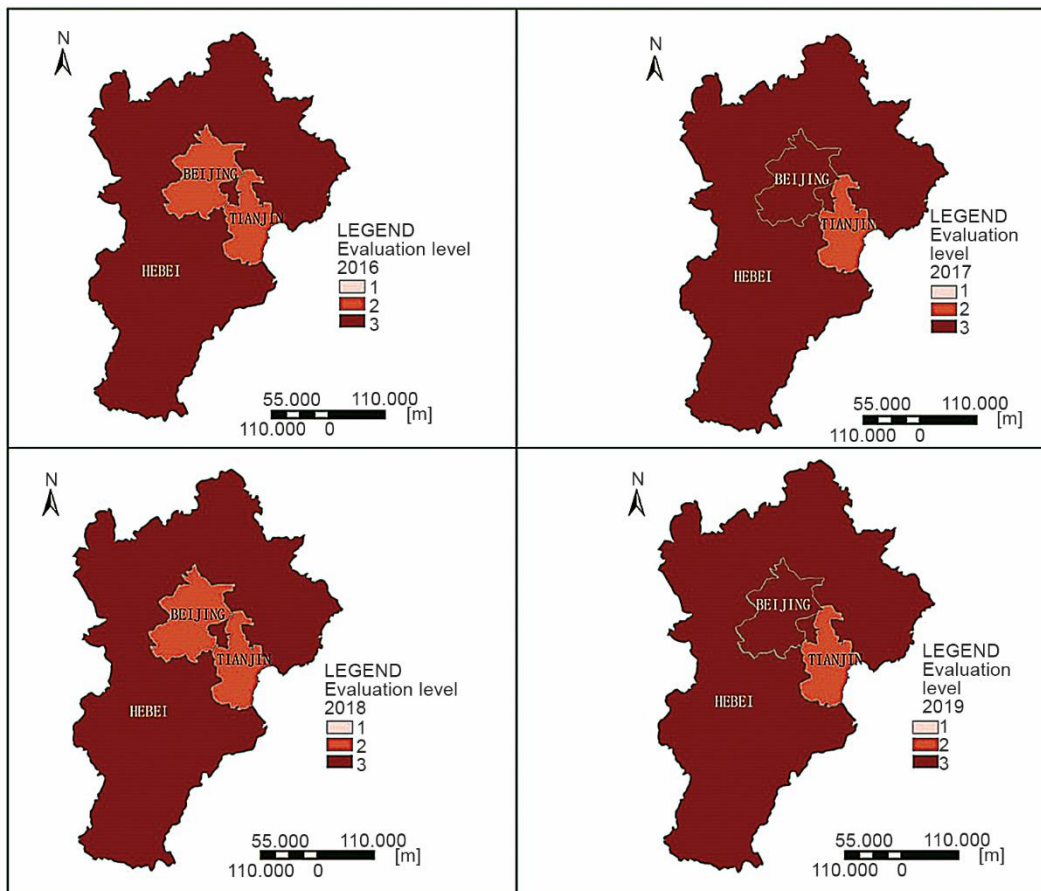 N
BEIJING
TIANJIN
HEBEI
LEGEND
Evaluation level
2016
1
2
3
55.000 110.000
[m]
110.000 0
N
BEIJING
TIANJIN
HEBEI
LEGEND
Evaluation
level
2017
1
2
3
55.000 110.000
[m]
110.000 0
N
BEIJING
TIANJIN
HEBEI
LEGEND
Evaluation level
2018
1
2
3
55.000 110.000
[m]
110.000 0
N
BEIJING
TIANJIN
HEBEI
LEGEND
Evaluation
level
2019
1
2
3
55.000 110.000
[m]
110.000 0